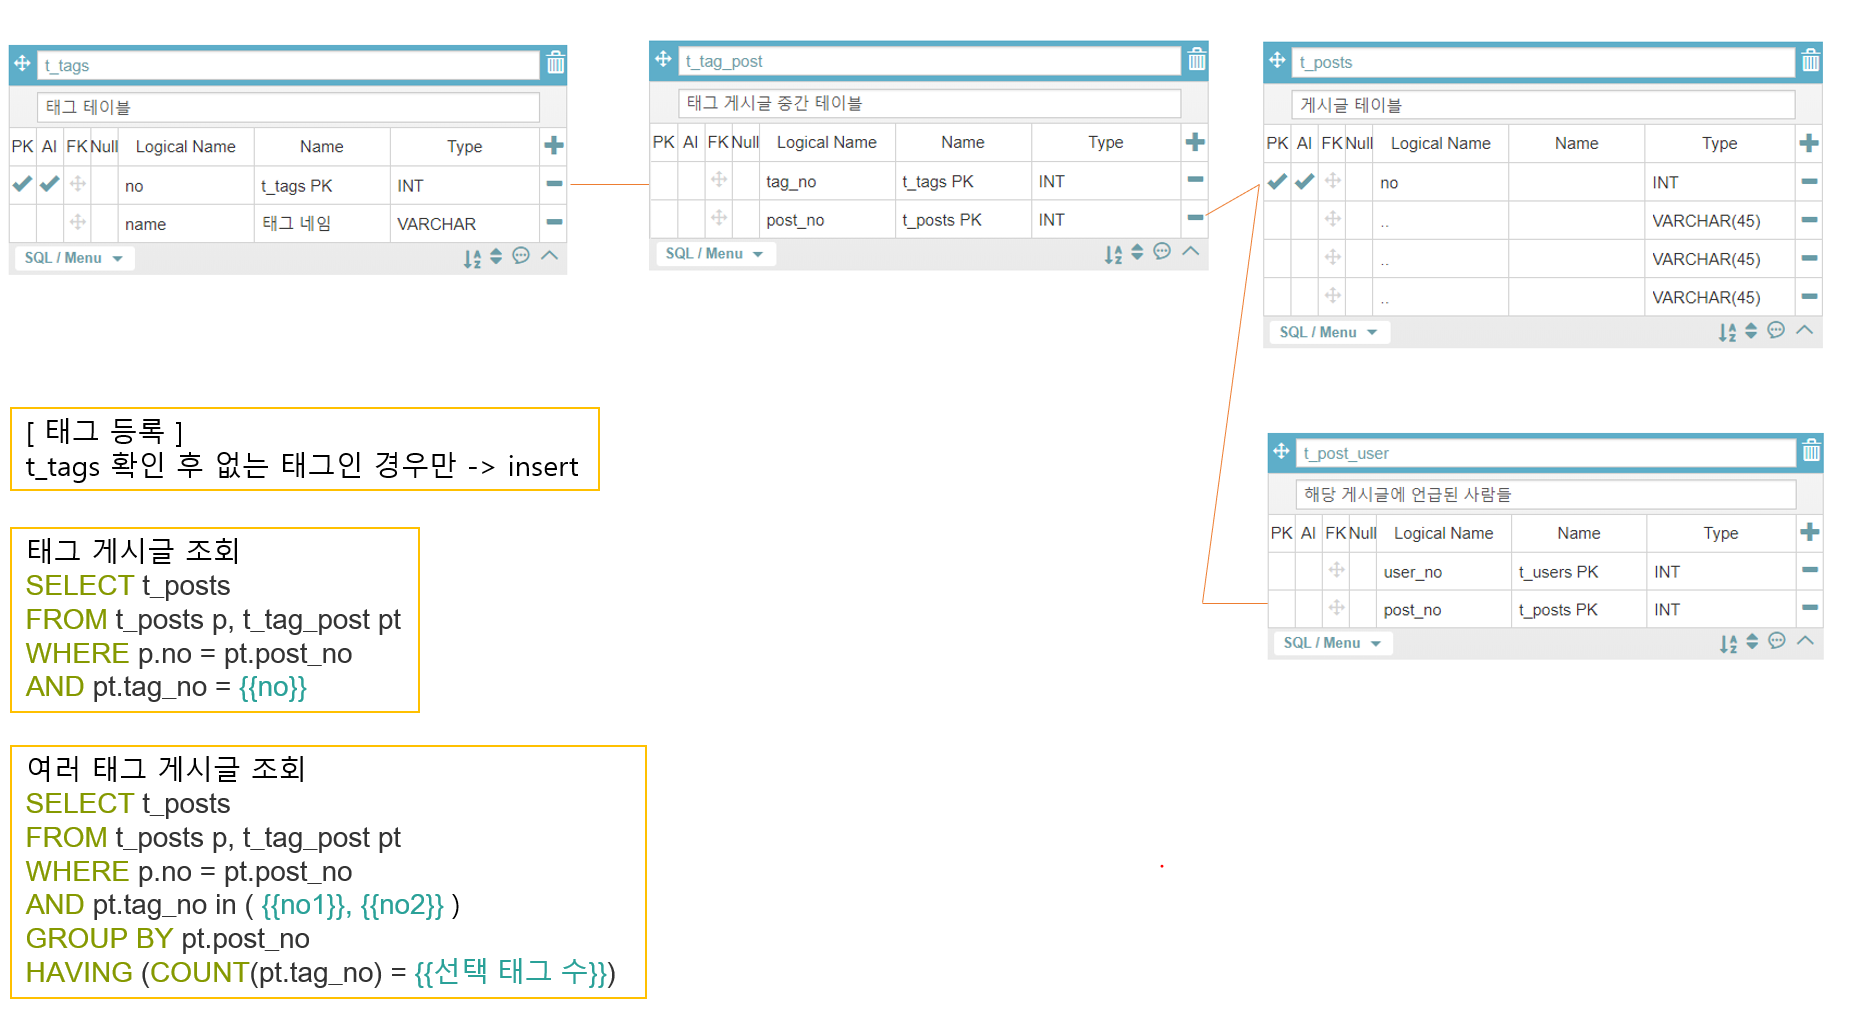 t_tags
태그 테이블
PK AI FK Null Logical Name Name Type
no t_tags PK INT
name 태그 네임 VARCHAR
SQL / Menu
t_tag_post
태그 게시글 중간 테이블
PK AI FK Null Logical Name Name Type
tag_no t_tags PK INT
post_no t_posts PK INT
SQL / Menu
t_posts
게시글 테이블
PK AI FK Null Logical Name Name Type
no INT
.. VARCHAR(45)
.. VARCHAR(45)
.. VARCHAR(45)
SQL / Menu
t_post_user
해당 게시글에 언급된 사람들
PK AI FK Null Logical Name Name Type
user_no t_users PK INT
post_no t_posts PK INT
SQL / Menu
[ 태그 등록 ]
t_tags 확인 후 없는 태그인 경우만 -> insert
태그 게시글 조회
SELECT t_posts
FROM t_posts p, t_tag_post pt
WHERE p.no = pt.post_no
AND pt.tag_no = {{no}}
여러 태그 게시글 조회
SELECT t_posts
FROM t_posts p, t_tag_post pt
WHERE p.no = pt.post_no
AND pt.tag_no in ( {{no1}}, {{no2}} )
GROUP BY pt.post_no
HAVING (COUNT(pt.tag_no) = {{선택 태그 수}})